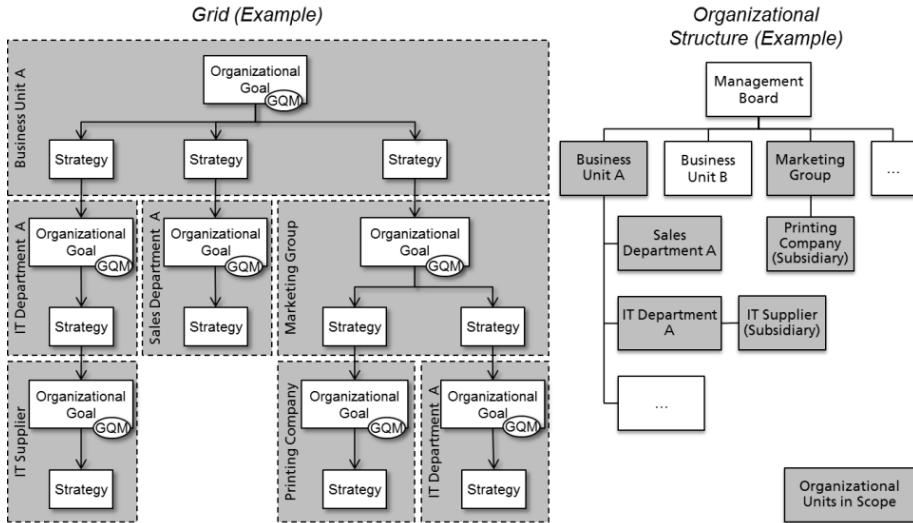 Grid (Example)
Business Unit A
Organizational
Goal
GQM
Strategy
Strategy
Strategy
IT Department A
Organizational
Goal
GQM
Strategy
Sales Department A
Organizational
Goal
GQM
Strategy
Marketing Group
Organizational
Goal
GQM
Strategy
Strategy
IT Supplier
Organizational
Goal
GQM
Strategy
Printing Company
Organizational
Goal
GQM
Strategy
IT Department A
Organizational
Goal
GQM
Strategy
Organizational
Structure (Example)
Management
Board
Business
Unit A
Business
Unit B
Marketing
Group
...
Sales
Department A
Printing
Company
(Subsidiary)
IT Department
A
IT Supplier
(Subsidiary)
...
Organizational
Units in Scope